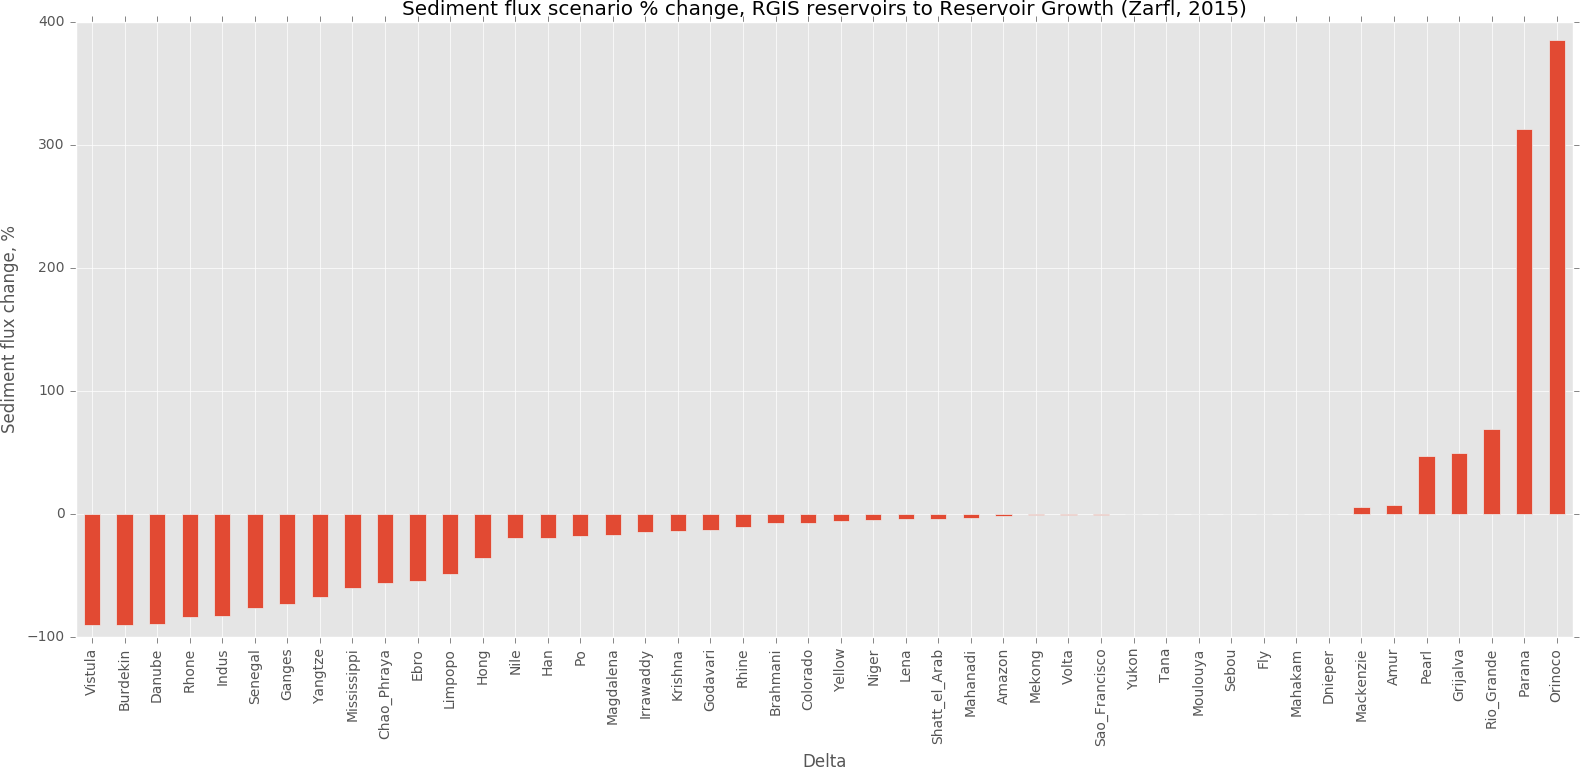 Sediment flux scenario % change, RGIS reservoirs to Reservoir Growth (Zarfl, 2015)
Sediment flux change, %
400
300
200
100
0
−100
Vistula
Burdekin
Danube
Rhone
Indus
Senegal
Ganges
Yangtze
Mississippi
Chao_Phraya
Ebro
Limpopo
Hong
Nile
Han
Po
Magdalena
Irrawaddy
Krishna
Godavari
Rhine
Brahmani
Colorado
Yellow
Niger
Lena
Shatt_el_Arab
Mahanadi
Amazon
Mekong
Volta
Sao_Francisco
Yukon
Tana
Moulouya
Sebou
Fly
Mahakam
Dnieper
Mackenzie
Amur
Pearl
Grijalva
Rio_Grande
Parana
Orinoco
Delta